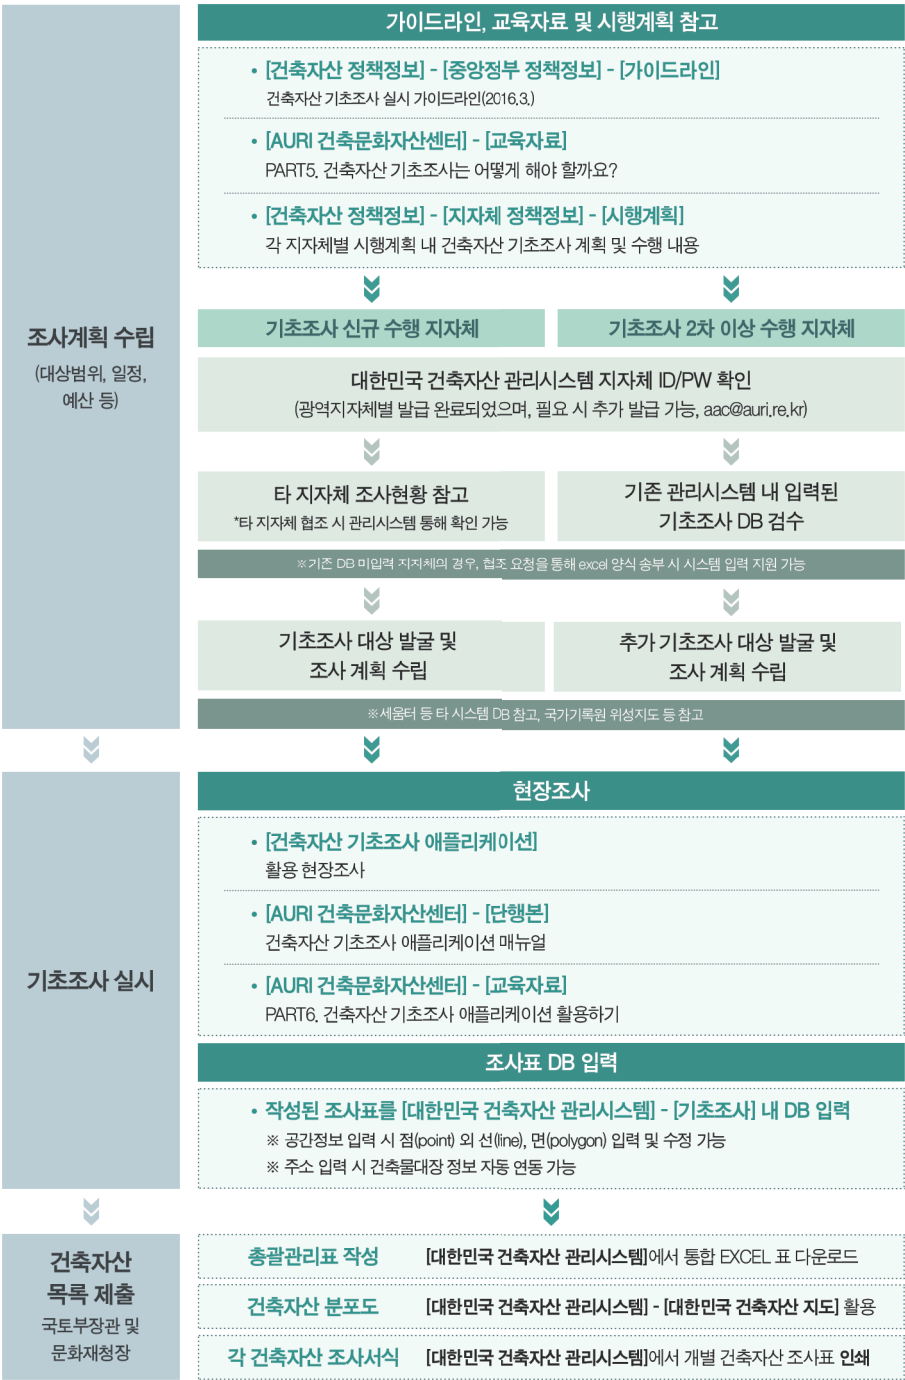 가이드라인, 교육자료 및 시행계획 참고
• [건축자산 정책정보] - [중앙정부 정책정보] - [가이드라인]
건축자산 기초조사 실시 가이드라인(2016.3.)
• [AURI 건축문화자산센터] - [교육자료]
PART5. 건축자산 기초조사는 어떻게 해야 할까요?
• [건축자산 정책정보] - [지자체 정책정보] - [시행계획]
각 지자체별 시행계획 내 건축자산 기초조사 계획 및 수행 내용
조사계획 수립
(대상범위, 일정,
예산 등)
기초조사 신규 수행 지자체
기초조사 2차 이상 수행 지자체
대한민국 건축자산 관리시스템 지자체 ID/PW 확인
(광역지자체별 발급 완료되었으며, 필요 시 추가 발급 가능, aac@auri.re.kr)
타 지자체 조사현황 참고
*타 지자체 협조 시 관리시스템 통해 확인 가능
기존 관리시스템 내 입력된
기초조사 DB 검수
※기존 DB 미입력 지자체의 경우, 협조 요청을 통해 excel 양식 송부 시 시스템 입력 지원 가능
기초조사 대상 발굴 및
조사 계획 수립
추가 기초조사 대상 발굴 및
조사 계획 수립
※세움터 등 타 시스템 DB 참고, 국가기록원 위성지도 등 참고
기초조사 실시
현장조사
• [건축자산 기초조사 애플리케이션]
활용 현장조사
• [AURI 건축문화자산센터] - [단행본]
건축자산 기초조사 애플리케이션 매뉴얼
• [AURI 건축문화자산센터] - [교육자료]
PART6. 건축자산 기초조사 애플리케이션 활용하기
조사표 DB 입력
• 작성된 조사표를 [대한민국 건축자산 관리시스템] - [기초조사] 내 DB 입력
※ 공간정보 입력 시 점(point) 외 선(line), 면(polygon) 입력 및 수정 가능
※ 주소 입력 시 건축물대장 정보 자동 연동 가능
건축자산
목록 제출
국토부장관 및
문화재청장
총괄관리표 작성 [대한민국 건축자산 관리시스템]에서 통합 EXCEL 표 다운로드
건축자산 분포도 [대한민국 건축자산 관리시스템] - [대한민국 건축자산 지도] 활용
각 건축자산 조사서식 [대한민국 건축자산 관리시스템]에서 개별 건축자산 조사표 인쇄